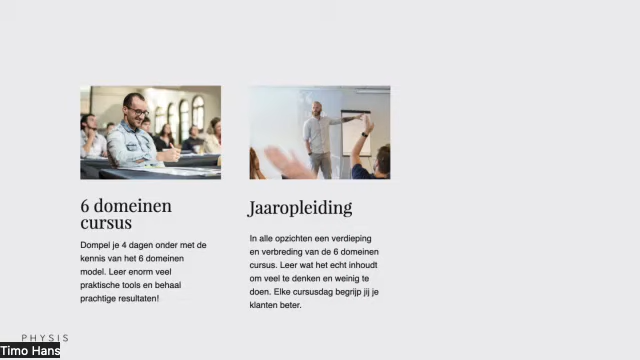 6 domeinen
cursus
Dompel je 4 dagen onder met de
kennis van het 6 domeinen
model. Leer enorm veel
praktische tools en behaal
prachtige resultaten!
Jaaropleiding
In alle opzichten een verdieping
en verbreding van de 6 domeinen
cursus. Leer wat het echt inhoudt
om veel te denken en weinig te
doen. Elke cursusdag begrijp jij je
klanten beter.
PHYSIS
Timo Hans